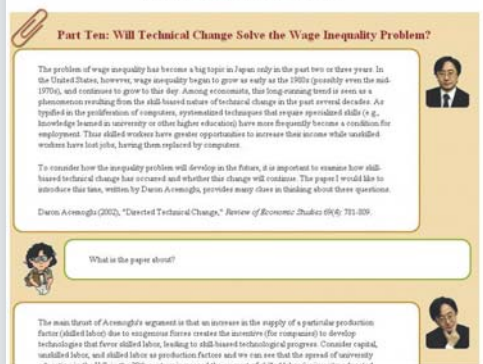 Part Ten: Will Technical Change Solve the Wage Inequality Problem?
The problem of wage inequality has become a big topic in Japan only in the past two or three years. In
the United States, however, wage inequality began to grow as early as the 1980s (possibly even the mid-
1970s), and continues to grow to this day. Among economists, this long-running trend is seen as a
phenomenon resulting from the skill-biased nature of technical change in the past several decades. As
typified in the proliferation of computers, systematized techniques that require specialized skills (e.g.,
knowledge learned in university or other higher education) have more frequently become a condition for
employment. Thus skilled workers have greater opportunities to increase their income while unskilled
workers have lost jobs, having them replaced by computers.
To consider how the inequality problem will develop in the future, it is important to examine how skill-
biased technical change has occurred and whether this change will continue. The paper I would like to
introduce this time, written by Daron Acemoglu, provides many clues in thinking about these questions.
Daron Acemoglu (2002), "Directed Technical Change," Review of Economic Studies 69(4): 781-809.
What is the paper about?
The main thrust of Acemoglu's argument is that an increase in the supply of a particular production
factor (skilled labor) due to exogenous forces creates the incentive (for companies) to develop
technologies that favor skilled labor, leading to skill-biased technological progress. Consider capital,
unskilled labor, and skilled labor as production factors and we can see that the spread of university